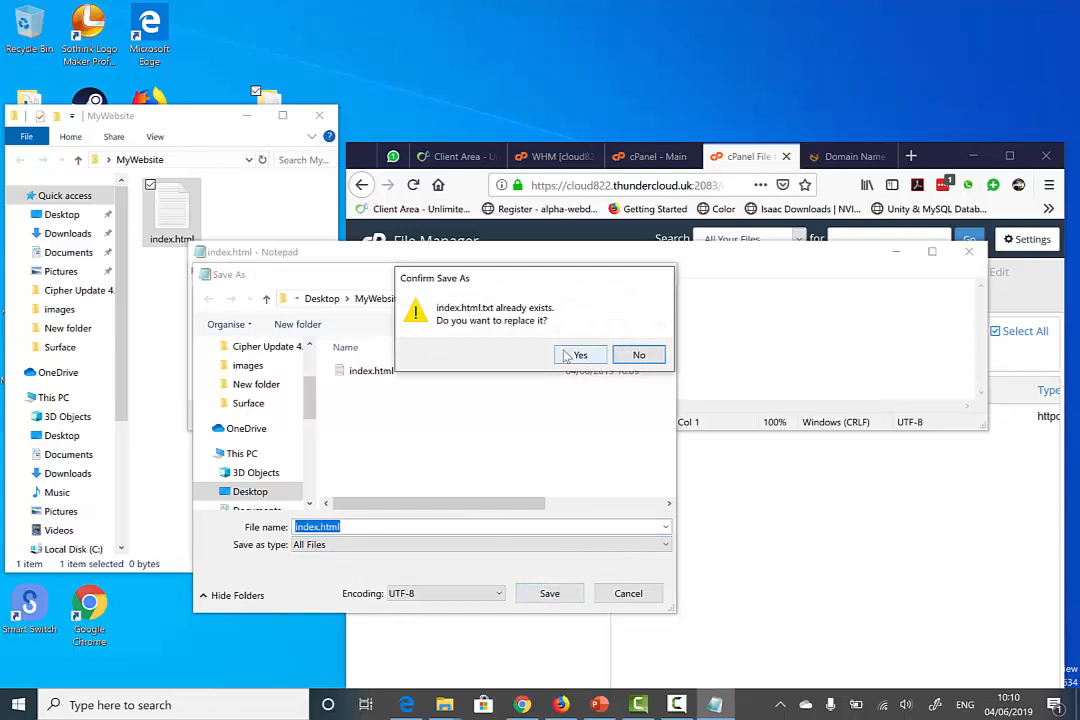 Recycle Bin
Sothink Logo
Maker Prof...
Microsoft
Edge
MyWebsite
File
Home
Share
View
MyWebsite
Search My...
Quick access
Desktop
Downloads
Documents
Pictures
Cipher Update 4.
images
New folder
Surface
OneDrive
This PC
3D Objects
Desktop
Documents
Downloads
Music
Pictures
Videos
Local Disk (C:)
1 item
1 item selected
0 bytes
index.html
Client Area - Un
WHM [cloud82
cPanel - Main
cPanel File
Domain Name
https://cloud822.thundercloud.uk:2083/
1
Client Area - Unlimite...
Register - alpha-webd...
Getting Started
Color
Isaac Downloads | NVI...
Unity & MySQL Datab...
File Manager
Search
All Your Files
for
Go
Settings
Edit
Select All
Type
httpd
index.html - Notepad
Col 1
100%
Windows (CRLF)
UTF-8
Save As
Desktop
MyWebsit
Organise
New folder
Cipher Update 4.
images
New folder
Surface
OneDrive
This PC
3D Objects
Desktop
Name
index.html
File name:
index.html
Save as type:
All Files
Hide Folders
Encoding:
UTF-8
Save
Cancel
Confirm Save As
index.html.txt already exists.
Do you want to replace it?
Yes
No
Smart Switch
Google
Chrome
Type here to search
ENG
10:10
04/06/2019
1